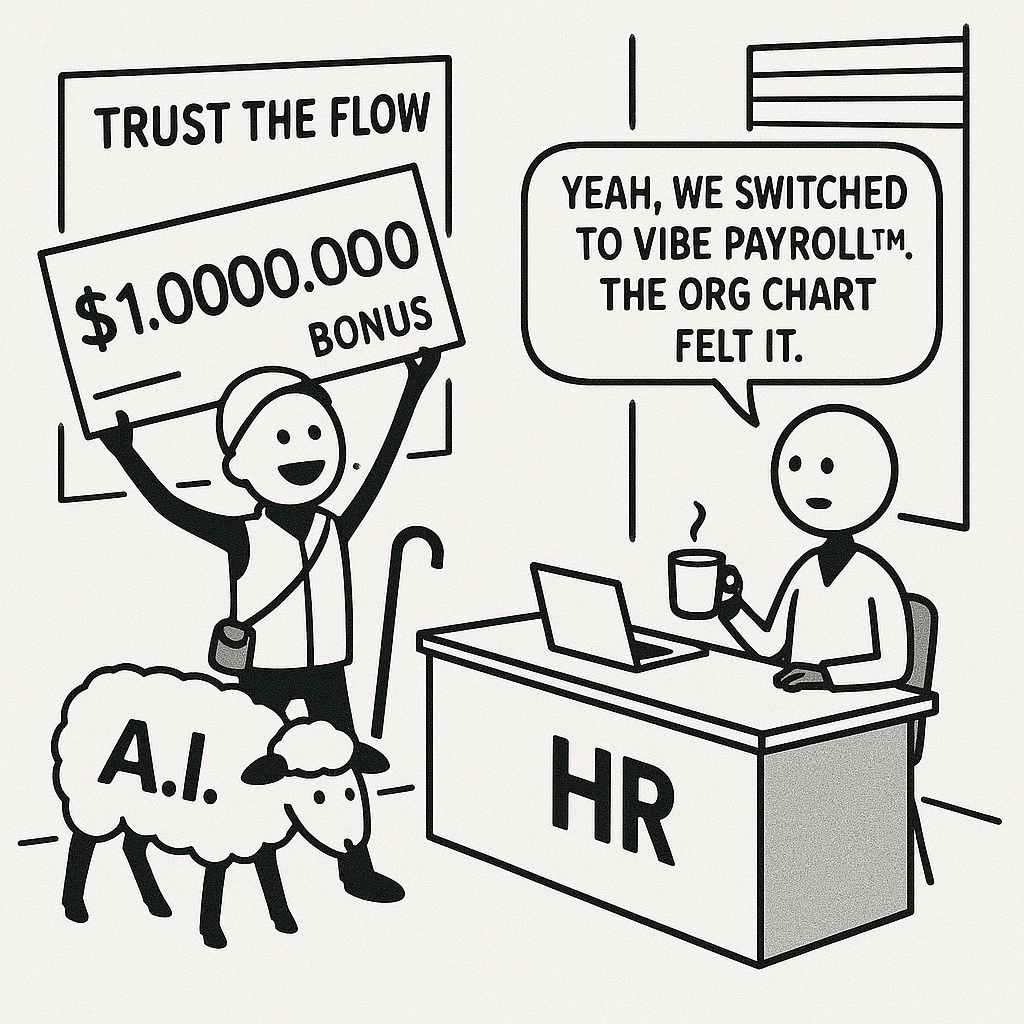 TRUST THE FLOW
$1.0000.000
BONUS
YEAH, WE SWITCHED
TO VIBE PAYROLL™.
THE ORG CHART
FELT IT.
A.I.
HR